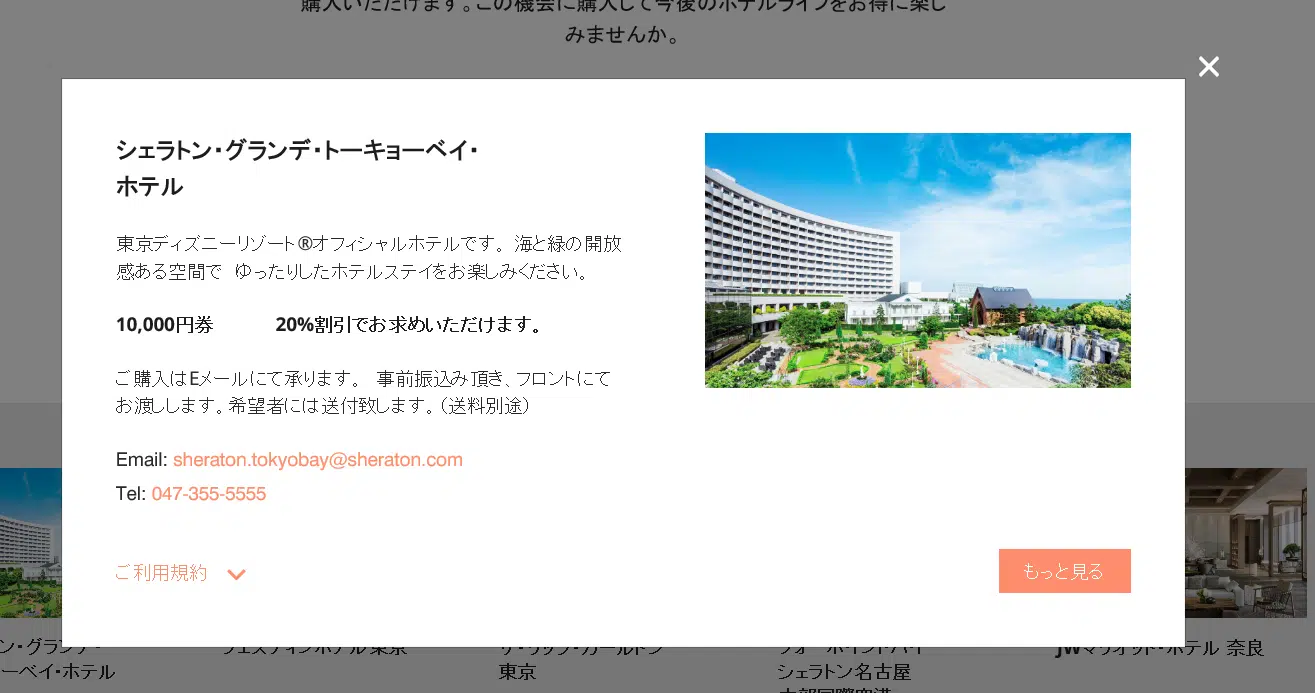 購入いただけます。この機会に購入して今後のホテルライフをお得に楽し
みませんか。
シェラトン・グランデ・トーキョーベイ・
ホテル
東京ディズニーリゾート®オフィシャルホテルです。 海と緑の開放
感ある空間で ゆったりしたホテルステイをお楽しみください。
10,000円券 20%割引でお求めいただけます。
ご購入はEメールにて承ります。 事前振込み頂き、フロントにて
お渡しします。希望者には送付致します。（送料別途）
Email: sheraton.tokyobay@sheraton.com
Tel: 047-355-5555
ご利用規約
もっと見る
ン・グランデ・
ーベイ・ホテル
ウェスティンホテル東京
ザ・リッツ・カールトン
東京
フォーポイントバイ
シェラトン名古屋
中部国際空港
JWマリオット・ホテル 奈良